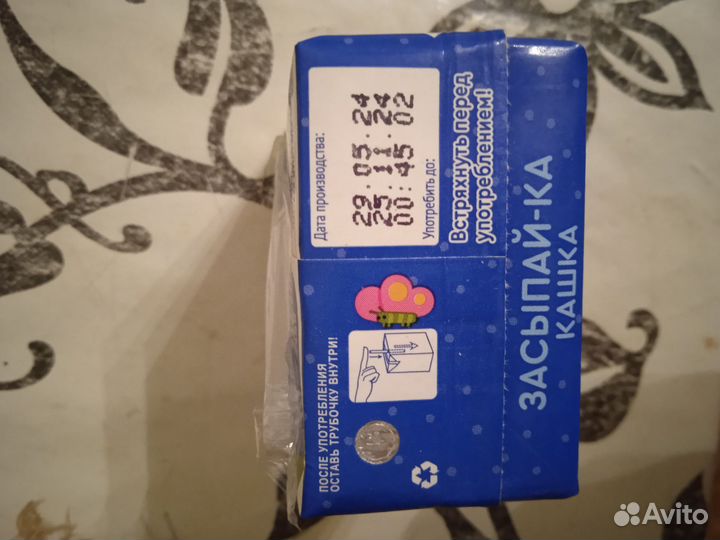 Дата производства:
29 05 24
25 11 24
00:45 02
Употребить до:
Встряхнуть перед
употреблением!
ЗАСЫПАЙ-КА
КАШКА
ПОСЛЕ УПОТРЕБЛЕНИЯ
ОСТАВЬ ТРУБОЧКУ ВНУТРИ!
Avito